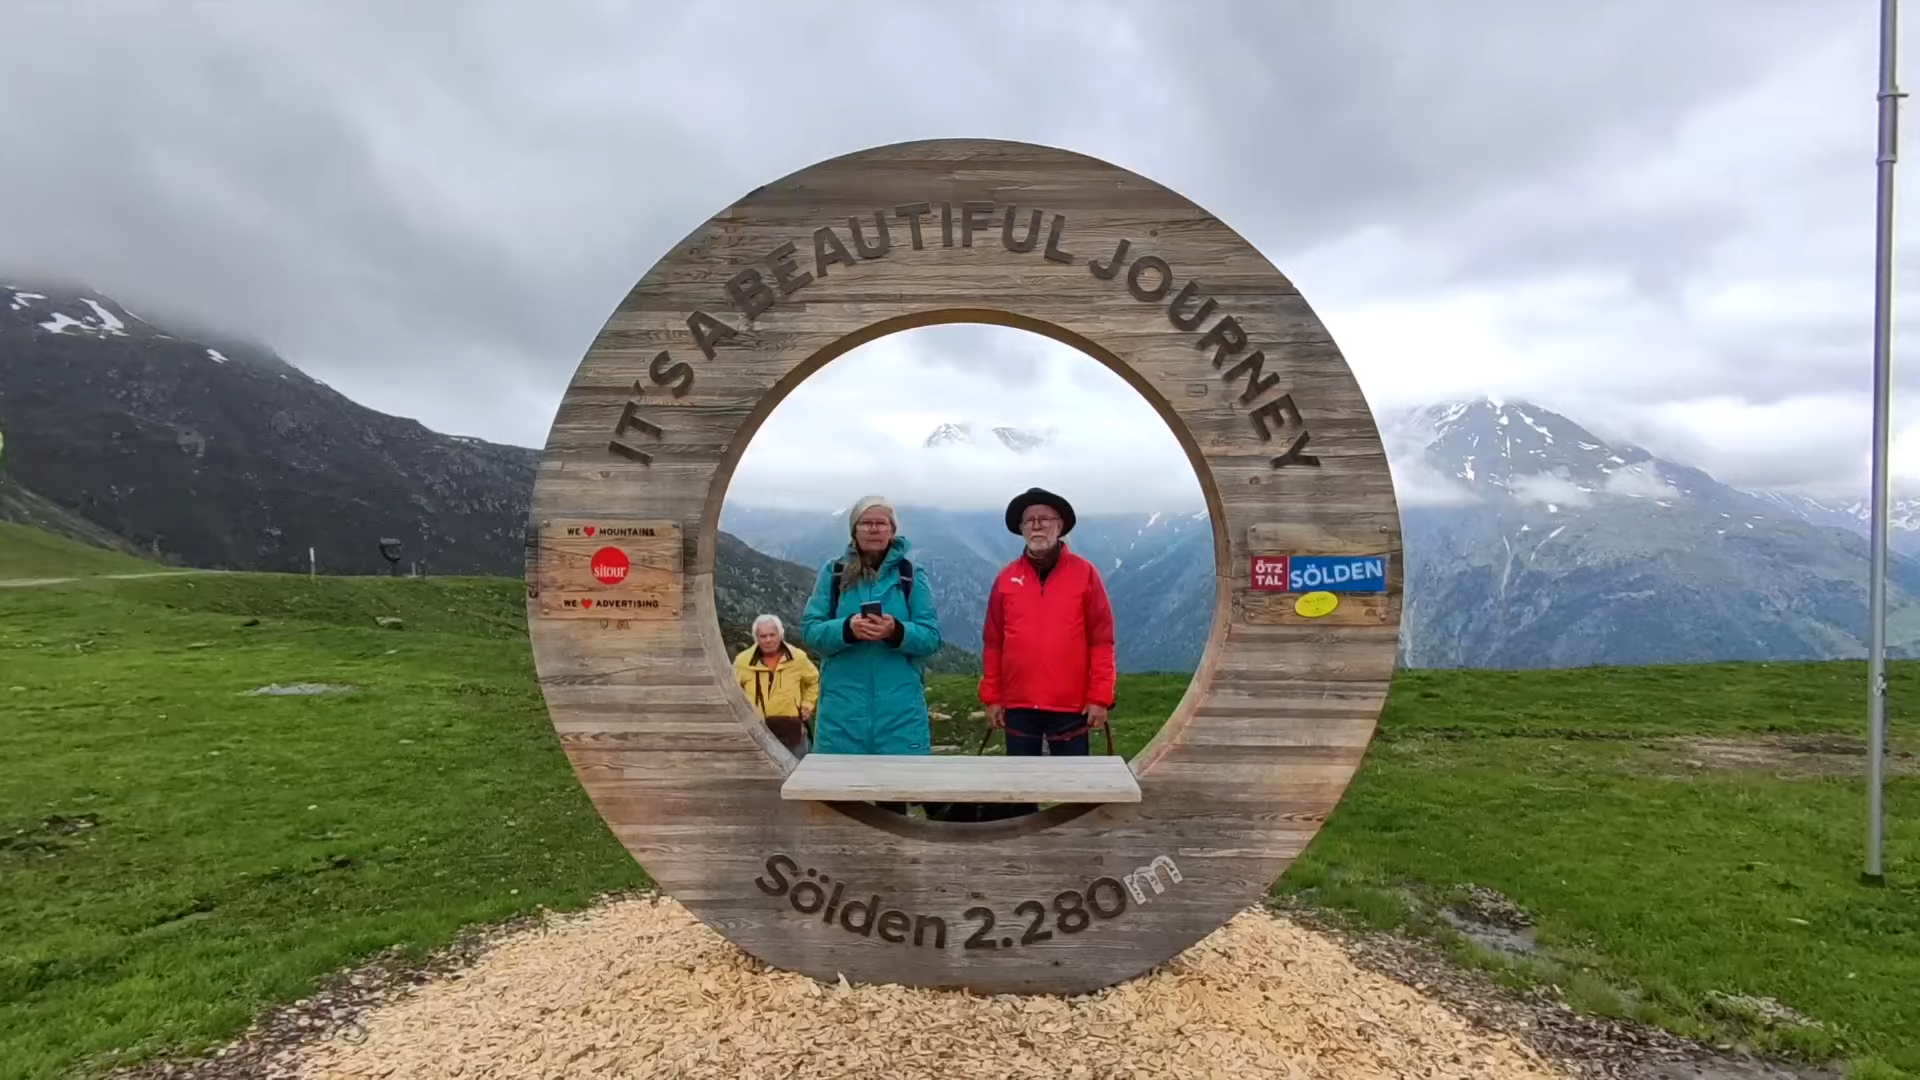 IT'S A BEAUTIFUL JOURNEY
WE ❤ MOUNTAINS
sitour
WE ❤ ADVERTISING
ÖTZ
TAL
SÖLDEN
Sölden 2.280m